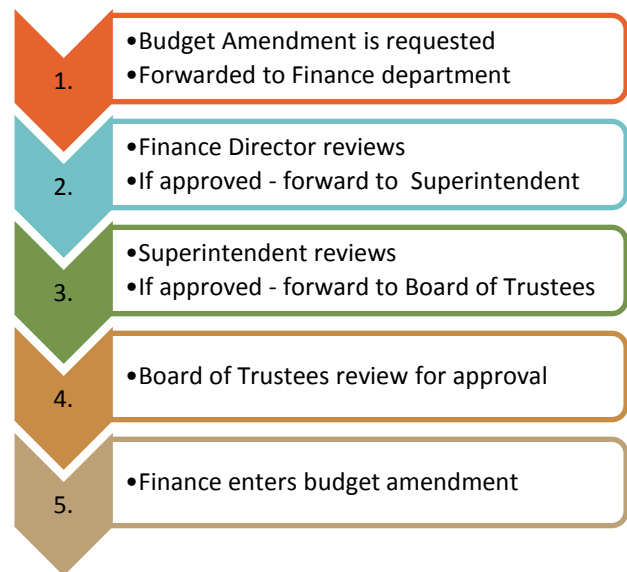 1.
•Budget Amendment is requested
•Forwarded to Finance department
2.
•Finance Director reviews
•If approved - forward to Superintendent
3.
•Superintendent reviews
•If approved - forward to Board of Trustees
4.
•Board of Trustees review for approval
5.
•Finance enters budget amendment